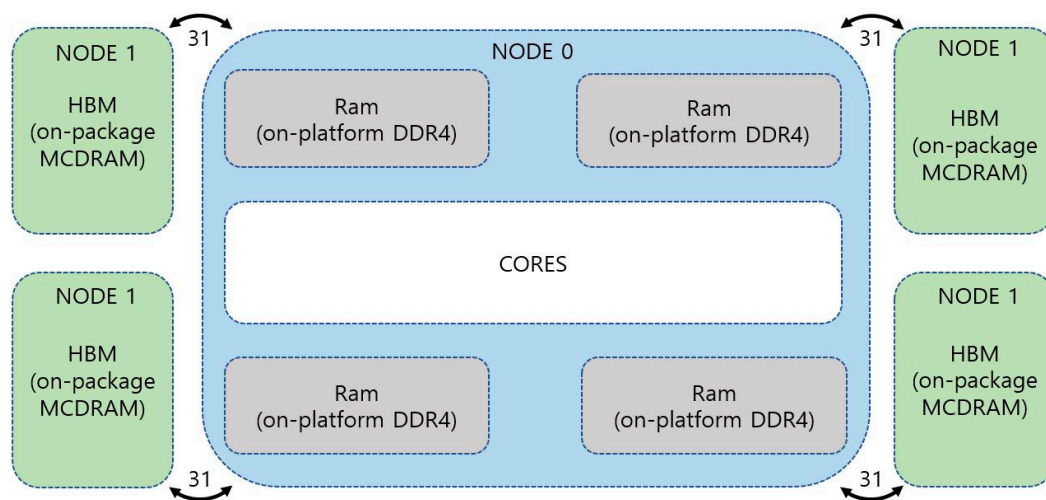 31
31
NODE 1
HBM
(on-package
MCDRAM)
NODE 0
Ram
(on-platform DDR4)
Ram
(on-platform DDR4)
NODE 1
HBM
(on-package
MCDRAM)
CORES
NODE 1
HBM
(on-package
MCDRAM)
Ram
(on-platform DDR4)
Ram
(on-platform DDR4)
NODE 1
HBM
(on-package
MCDRAM)
31
31